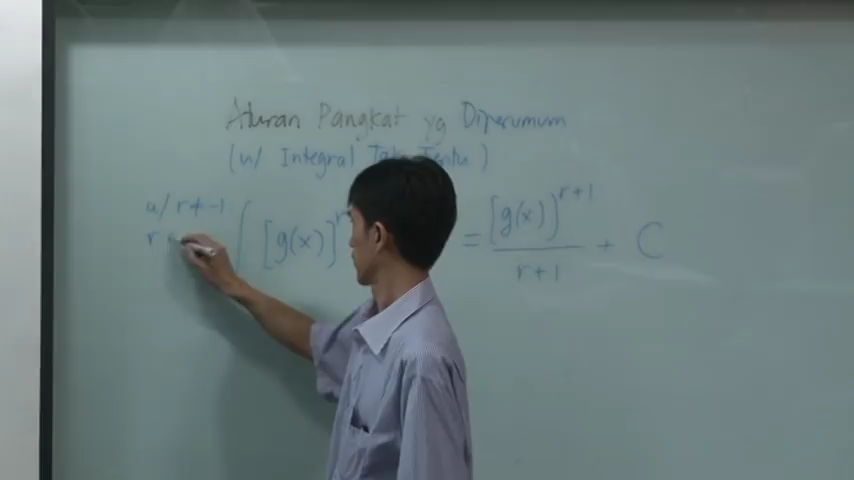 Aturan Pangkat yg Diperumum
(u/ Integral Tak Tentu)
u/ r ≠ -1
∫ [g(x)]^r = [g(x)]^{r+1} / r+1 + C
r